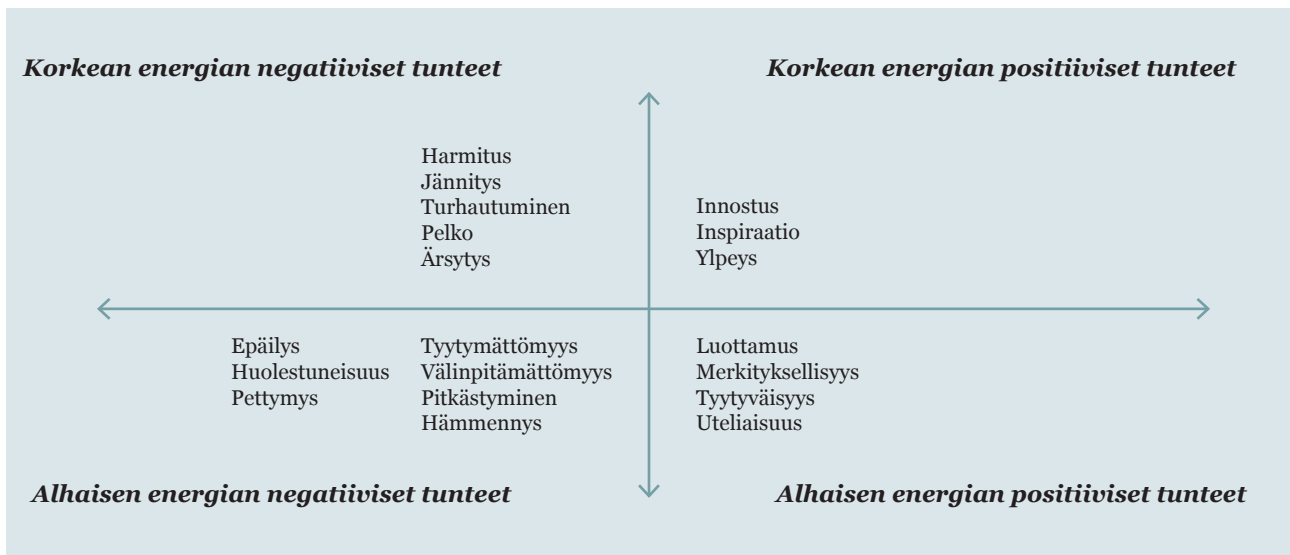 Korkean energian negatiiviset tunteet
Korkean energian positiiviset tunteet
Harmitus
Jännitys
Turhautuminen
Pelko
Ärsytys
Innostus
Inspiraatio
Ylpeys
Epäilys
Huolestuneisuus
Pettymys
Tyytymättömyys
Välinpitämättömyys
Pitkästyminen
Hämmennys
Luottamus
Merkityksellisyys
Tyytyväisyys
Uteliaisuus
Alhaisen energian negatiiviset tunteet
Alhaisen energian positiiviset tunteet